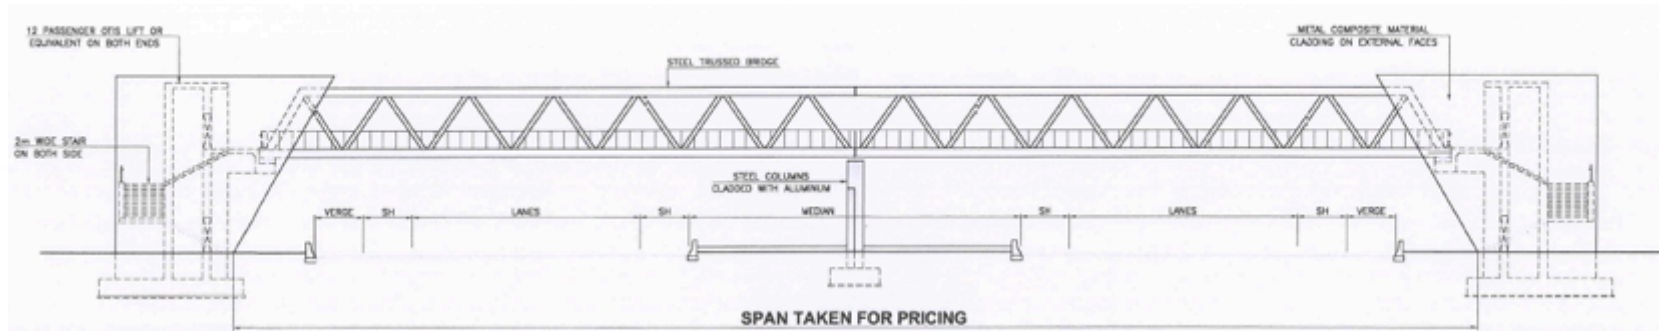 12 PASSENGER OTIS LIFT OR
EQUIVALENT ON BOTH ENDS
METAL COMPOSITE MATERIAL
CLADDING ON EXTERNAL FACES
STEEL TRUSSED BRIDGE
2m WIDE STAIR
ON BOTH SIDE
STEEL COLUMNS
CLADDED WITH ALUMINUM
VERGE SH LANES SH MEDIAN SH LANES SH VERGE
SPAN TAKEN FOR PRICING